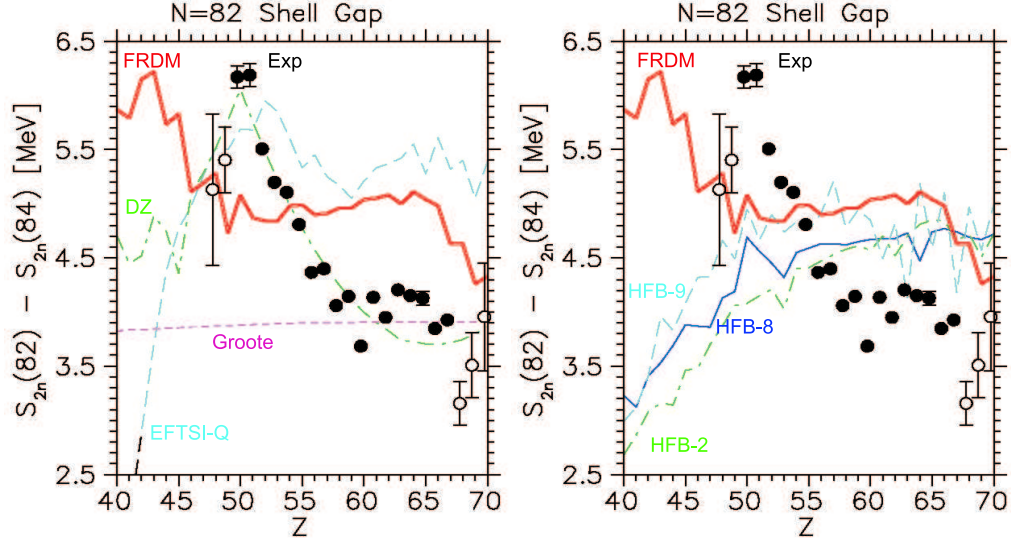 N=82 Shell Gap
S2n(82) − S2n(84) [MeV]
6.5
5.5
4.5
3.5
2.5
FRDM
Exp
DZ
Groote
EFTSI-Q
40 45 50 55 60 65 70
Z
N=82 Shell Gap
S2n(82) − S2n(84) [MeV]
6.5
5.5
4.5
3.5
2.5
FRDM
Exp
HFB-9
HFB-8
HFB-2
40 45 50 55 60 65 70
Z